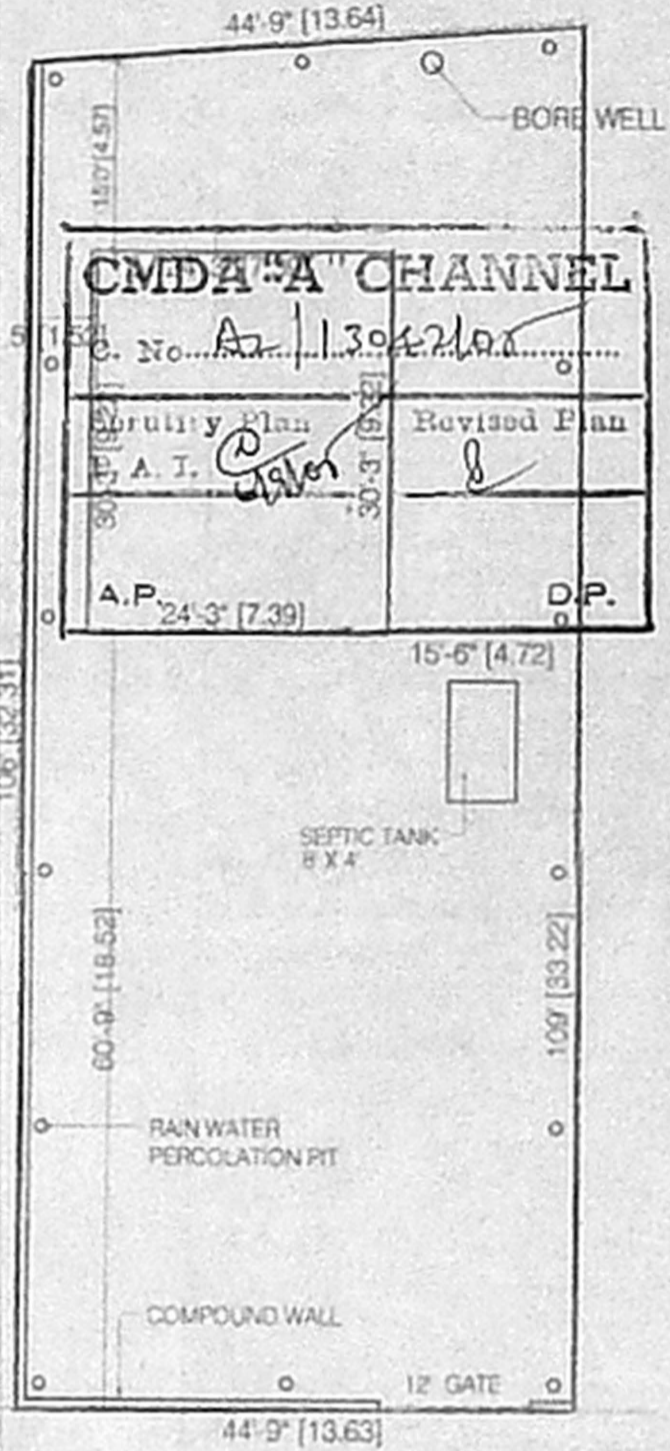 44'-9" [13.64]
BORE WELL
15'0" [4.57]
CMDA "A" CHANNEL
C. No
Scrutiny Plan
Revised Plan
L. A. I.
30'-3" [9.22]
30'-3" [9.22]
A.P.
D.P.
24'-3" [7.39]
15'-6" [4.72]
106' [32.31]
SEPTIC TANK
8' X 4'
60'-9" [18.52]
109' [33.22]
RAIN WATER
PERCOLATION PIT
COMPOUND WALL
12' GATE
44'-9" [13.63]